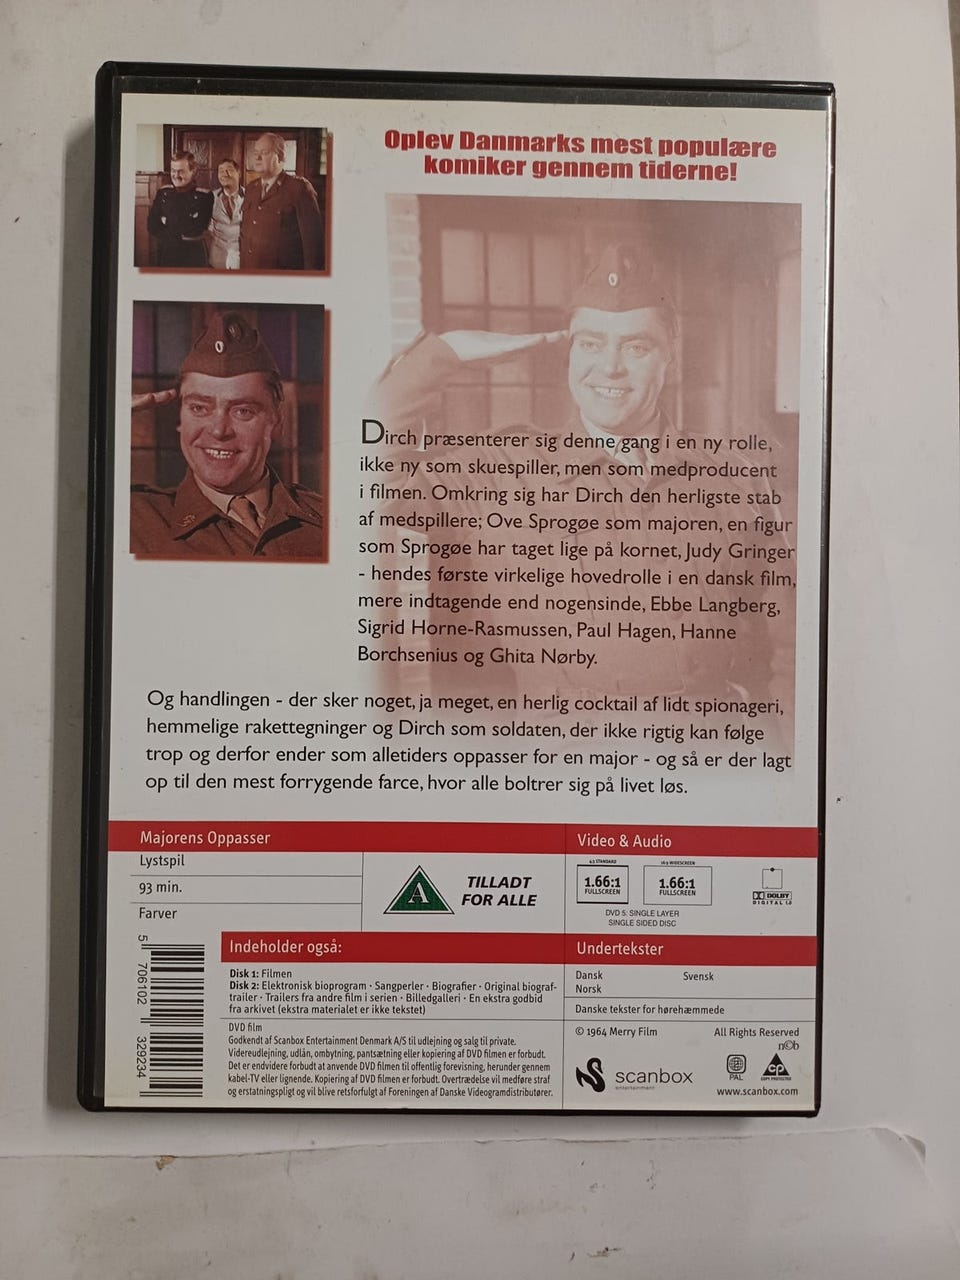 Oplev Danmarks mest populære
komiker gennem tiderne!
Dirch præsenterer sig denne gang i en ny rolle,
ikke ny som skuespiller, men som medproducent
i filmen. Omkring sig har Dirch den herligste stab
af medspillere; Ove Sprogøe som majoren, en figur
som Sprogøe har taget lige på kornet, Judy Gringer
- hendes første virkelige hovedrolle i en dansk film,
mere indtagende end nogensinde, Ebbe Langberg,
Sigrid Horne-Rasmussen, Paul Hagen, Hanne
Borchsenius og Ghita Nørby.
Og handlingen - der sker noget, ja meget, en herlig cocktail af lidt spionageri,
hemmelige rakettegninger og Dirch som soldaten, der ikke rigtig kan følge
trop og derfor ender som alletiders oppasser for en major - og så er der lagt
op til den mest forrygende farce, hvor alle boltrer sig på livet løs.
Majorens Oppasser
Lystspil
93 min.
Farver
A
TILLADT
FOR ALLE
Video & Audio
4:3 STANDARD
1.66:1
FULLSCREEN
16:9 WIDESCREEN
1.66:1
FULLSCREEN
DVD 5: SINGLE LAYER
SINGLE SIDED DISC
DOLBY
DIGITAL 1.0
5 706102 329234
Indeholder også:
Disk 1: Filmen
Disk 2: Elektronisk bioprogram · Sangperler · Biografier · Original biograf-
trailer · Trailers fra andre film i serien · Billedgalleri · En ekstra godbid
fra arkivet (ekstra materialet er ikke tekstet)
DVD film
Godkendt af Scanbox Entertainment Denmark A/S til udlejning og salg til private.
Videreudlejning, udlån, ombytning, pantsætning eller kopiering af DVD filmen er forbudt.
Det er endvidere forbudt at anvende DVD filmen til offentlig forevisning, herunder gennem
kabel-TV eller lignende. Kopiering af DVD filmen er forbudt. Overtrædelse vil medføre straf
og erstatningspligt og vil blive retsforfulgt af Foreningen af Danske Videogramdistributører.
Undertekster
Dansk Svensk
Norsk
Danske tekster for hørehæmmede
© 1964 Merry Film All Rights Reserved
n©b
scanbox
entertainment
PAL
CP
COPY PROTECTED
www.scanbox.com